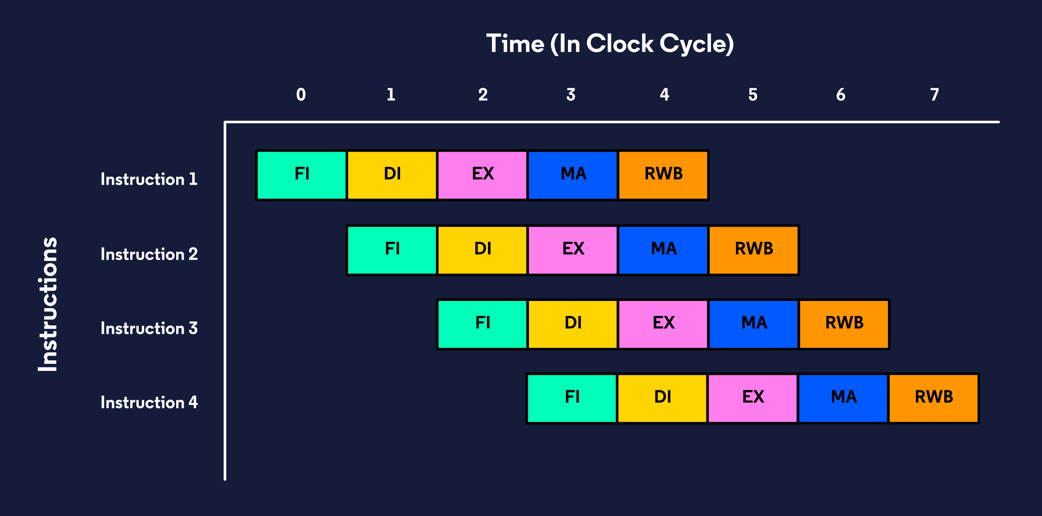 Time (In Clock Cycle)
0 1 2 3 4 5 6 7
Instructions
Instruction 1 FI DI EX MA RWB
Instruction 2 FI DI EX MA RWB
Instruction 3 FI DI EX MA RWB
Instruction 4 FI DI EX MA RWB